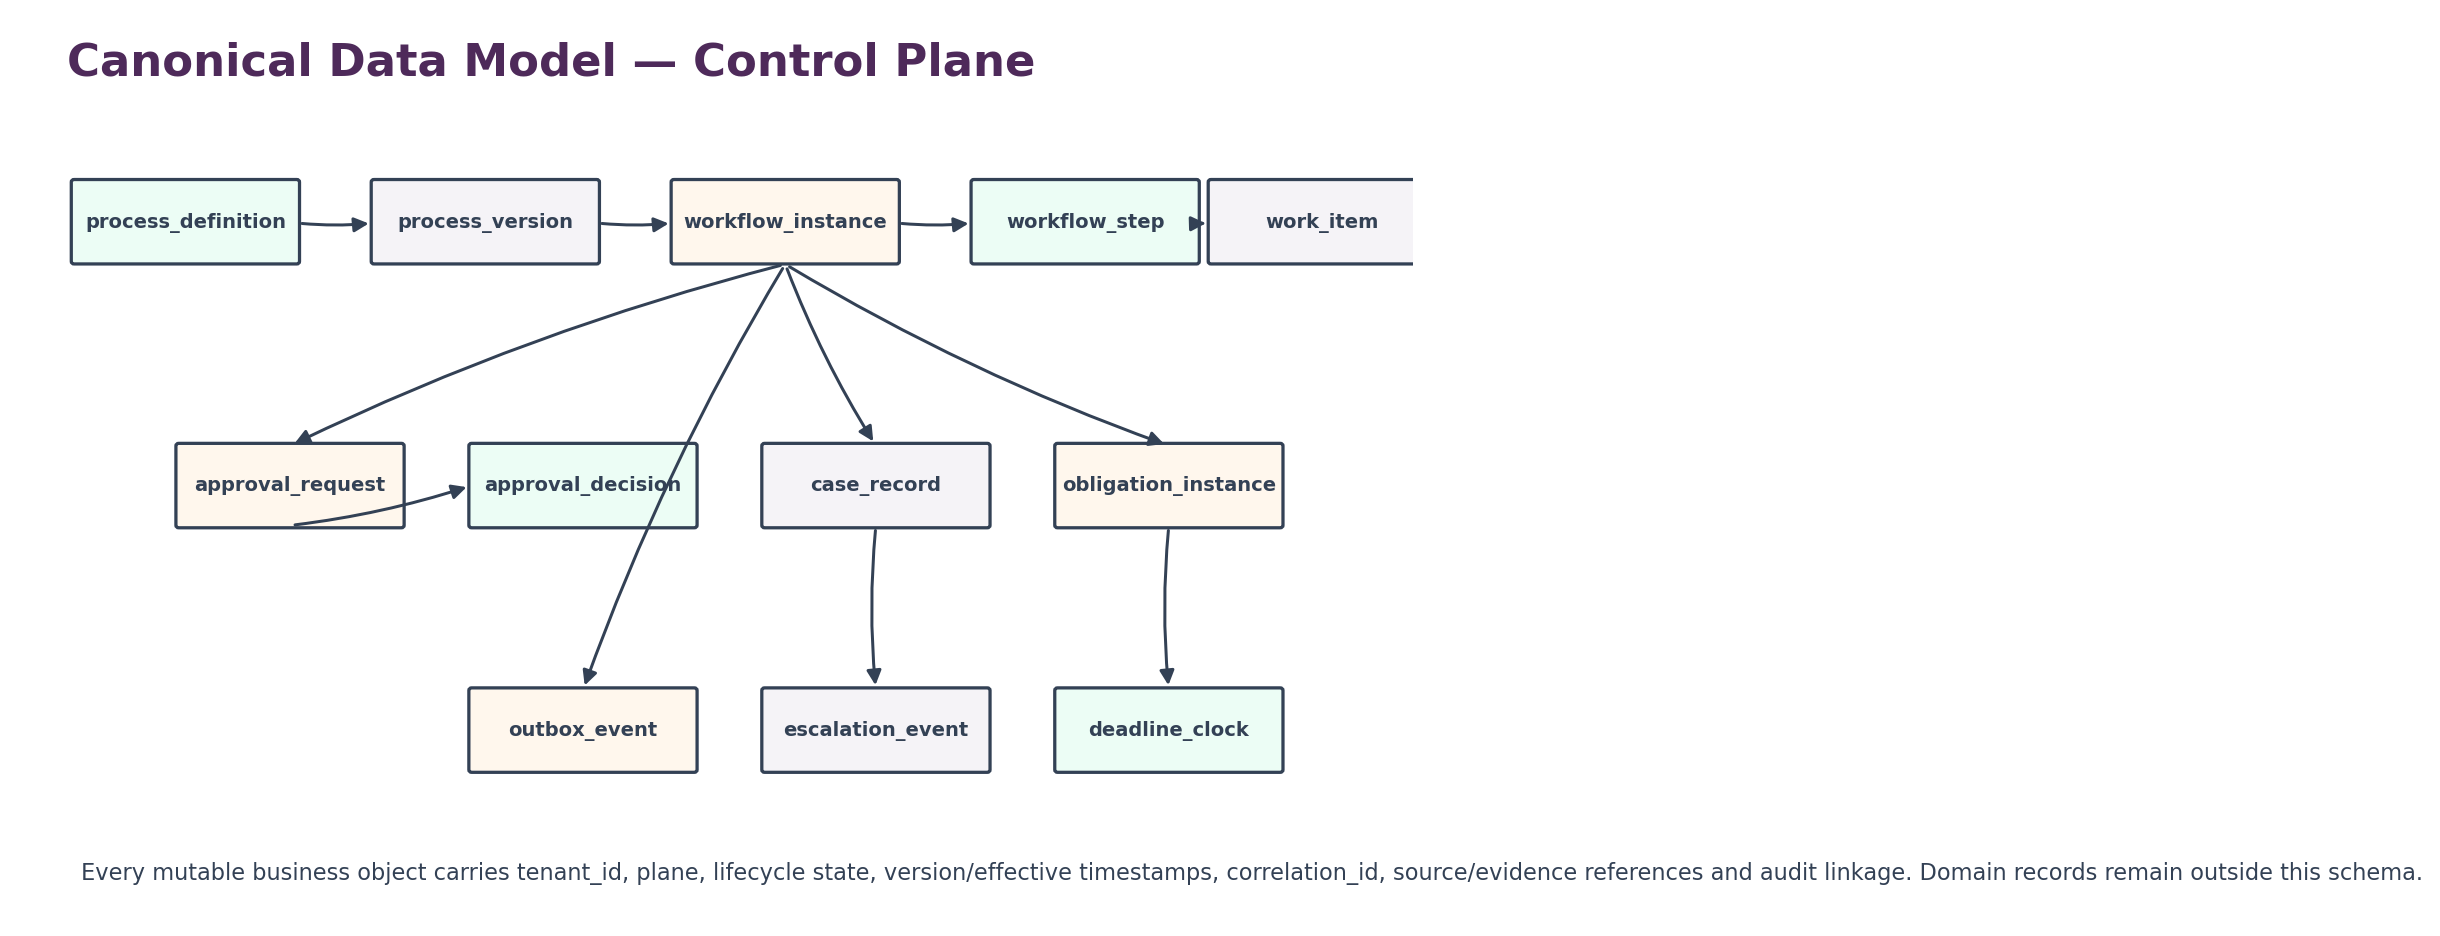 Canonical Data Model — Control Plane
process_definition
process_version
workflow_instance
workflow_step
work_item
approval_request
approval_decision
case_record
obligation_instance
outbox_event
escalation_event
deadline_clock
Every mutable business object carries tenant_id, plane, lifecycle state, version/effective timestamps, correlation_id, source/evidence references and audit linkage. Domain records remain outside this schema.